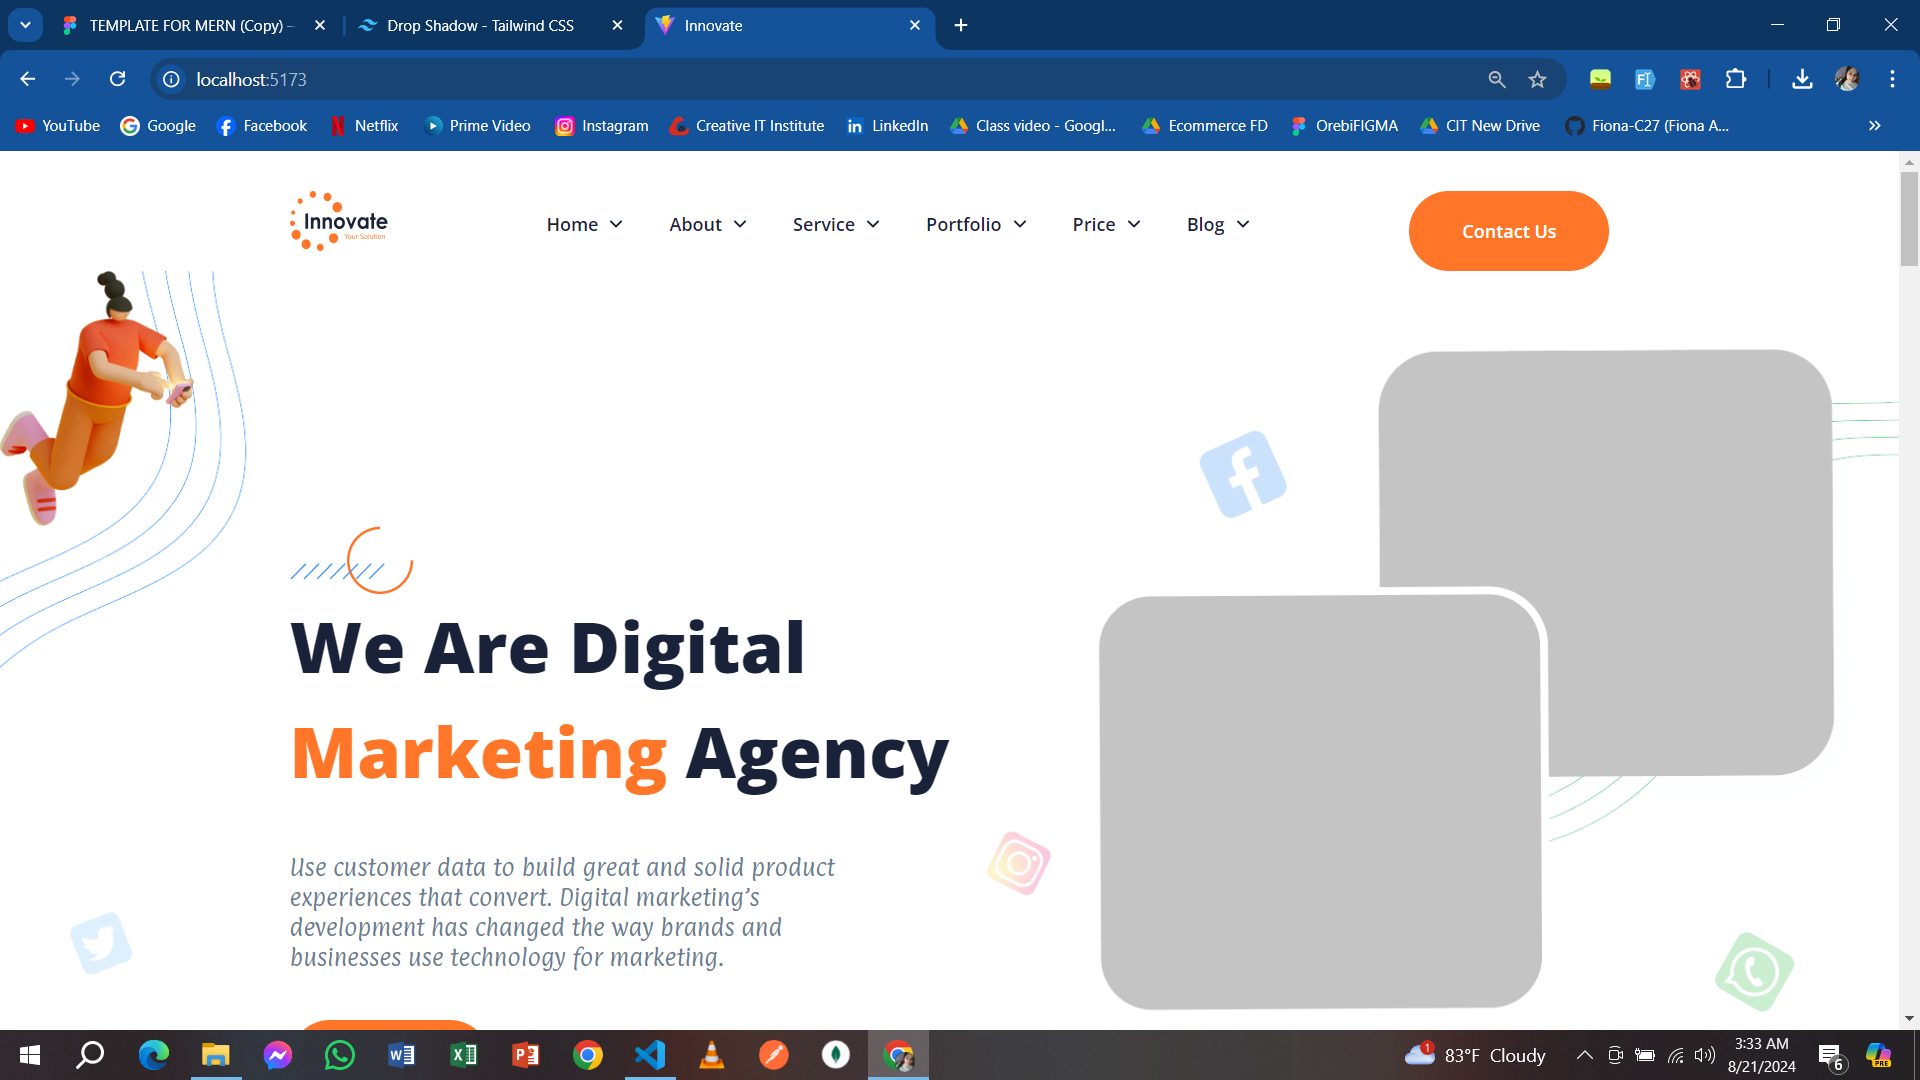 TEMPLATE FOR MERN (Copy) –
Drop Shadow - Tailwind CSS
Innovate
localhost:5173
YouTube
Google
Facebook
Netflix
Prime Video
Instagram
Creative IT Institute
LinkedIn
Class video - Googl...
Ecommerce FD
OrebiFIGMA
CIT New Drive
Fiona-C27 (Fiona A...
Innovate
Your Solution
Home
About
Service
Portfolio
Price
Blog
Contact Us
We Are Digital
Marketing Agency
Use customer data to build great and solid product
experiences that convert. Digital marketing’s
development has changed the way brands and
businesses use technology for marketing.
1
83°F Cloudy
3:33 AM
8/21/2024
6
PRE